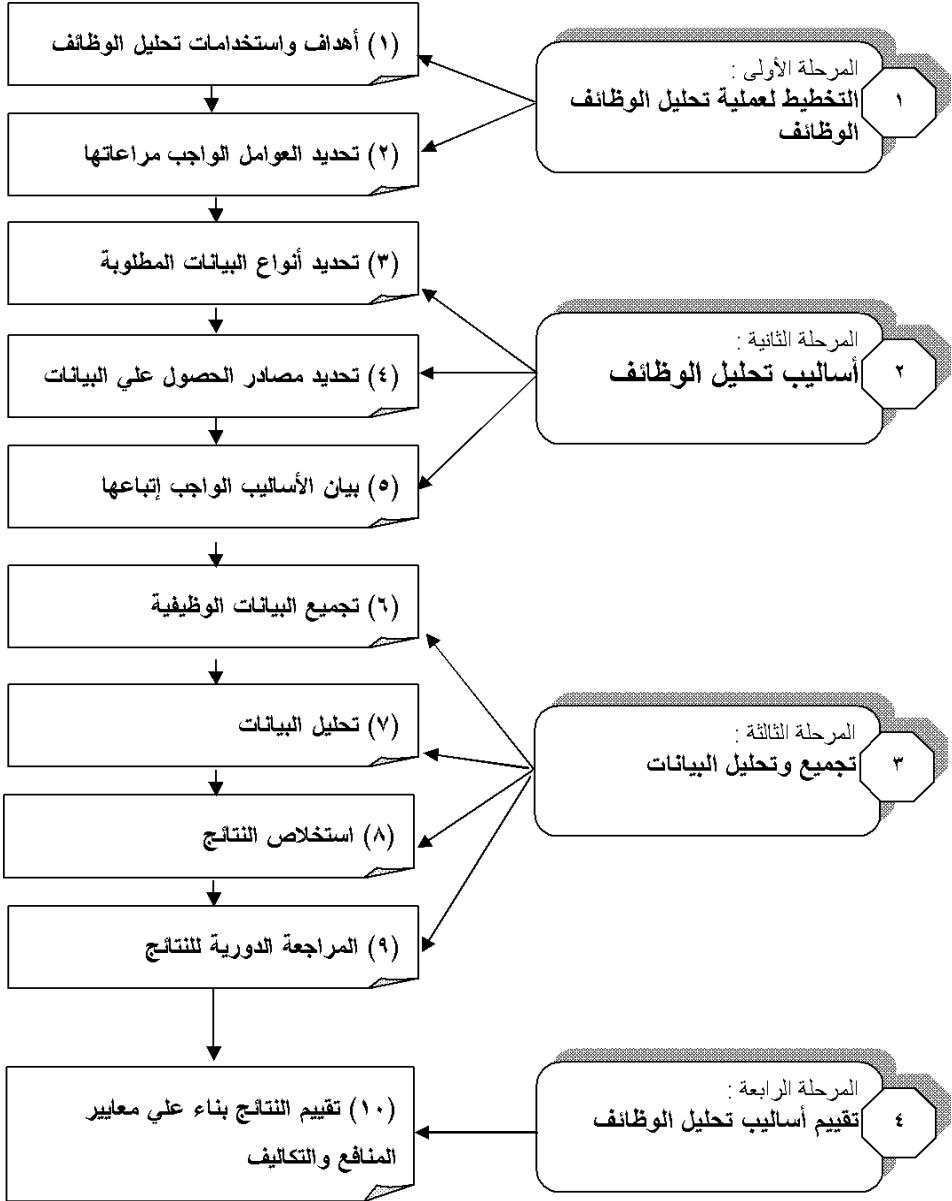 المرحلة الأولى :
١
التخطيط لعملية تحليل الوظائف
الوظائف
(١) أهداف واستخدامات تحليل الوظائف
(٢) تحديد العوامل الواجب مراعاتها
المرحلة الثانية :
٢
أساليب تحليل الوظائف
(٣) تحديد أنواع البيانات المطلوبة
(٤) تحديد مصادر الحصول علي البيانات
(٥) بيان الأساليب الواجب إتباعها
المرحلة الثالثة :
٣
تجميع وتحليل البيانات
(٦) تجميع البيانات الوظيفية
(٧) تحليل البيانات
(٨) استخلاص النتائج
(٩) المراجعة الدورية للنتائج
المرحلة الرابعة :
٤
تقييم أساليب تحليل الوظائف
(١٠) تقييم النتائج بناء علي معايير
المنافع والتكاليف